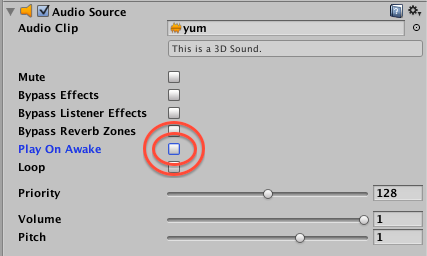 Audio Source
Audio Clip yum
This is a 3D Sound.
Mute
Bypass Effects
Bypass Listener Effects
Bypass Reverb Zones
Play On Awake
Loop
Priority 128
Volume 1
Pitch 1